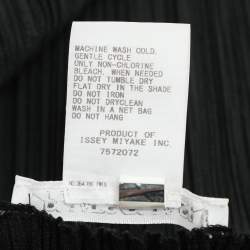 MACHINE WASH COLD,
GENTLE CYCLE
ONLY NON-CHLORINE
BLEACH, WHEN NEEDED
DO NOT TUMBLE DRY
FLAT DRY IN THE SHADE
DO NOT IRON
DO NOT DRYCLEAN
WASH IN A NET BAG
DO NOT HANG
PRODUCT OF
ISSEY MIYAKE INC.
7572072